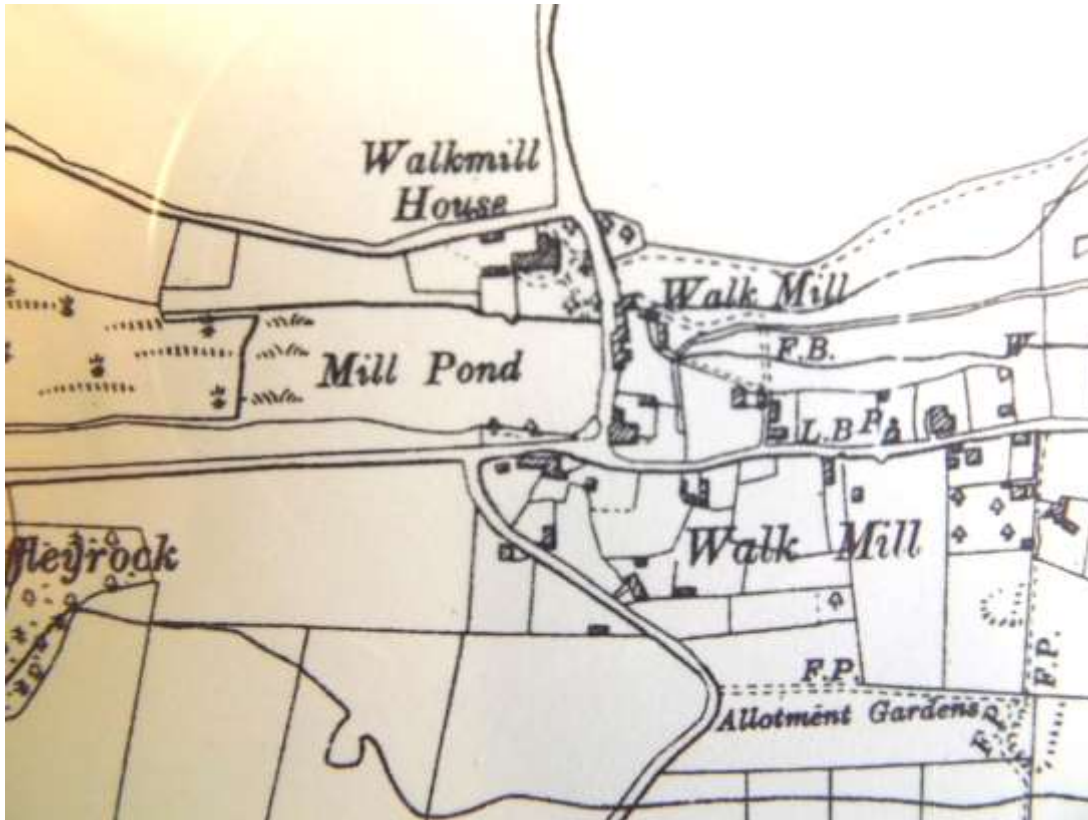 Walkmill
House
Walk Mill
F.B.
W
Mill Pond
L.B
P
fleyrock
Walk Mill
F.P.
F.P.
Allotment Gardens
F.P.